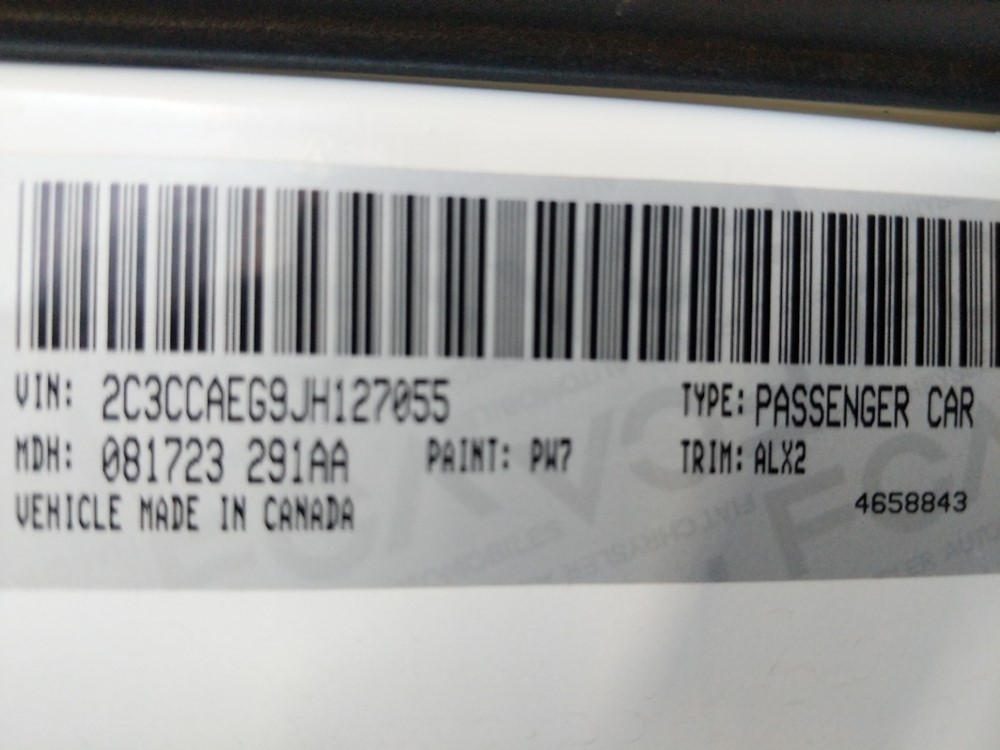 VIN: 2C3CCAEG9JH127055 TYPE: PASSENGER CAR
MDH: 081723 291AA PAINT: PW7 TRIM: ALX2
VEHICLE MADE IN CANADA 4658843